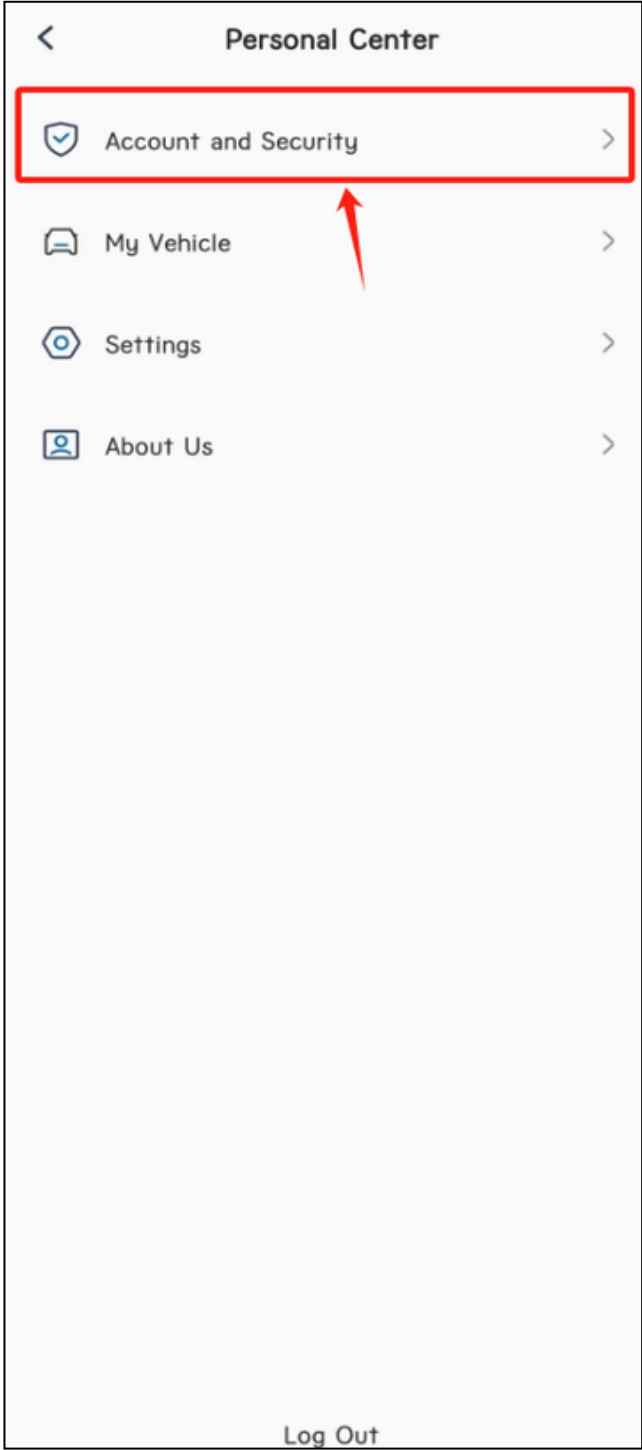 Personal Center
Account and Security
My Vehicle
Settings
About Us
Log Out